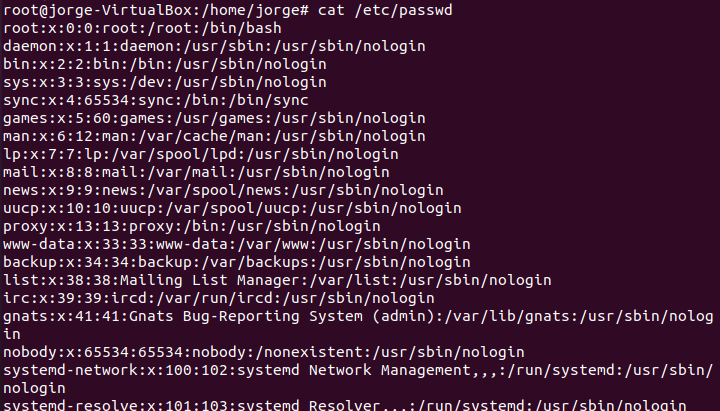 root@jorge-VirtualBox:/home/jorge# cat /etc/passwd
root:x:0:0:root:/root:/bin/bash
daemon:x:1:1:daemon:/usr/sbin:/usr/sbin/nologin
bin:x:2:2:bin:/bin:/usr/sbin/nologin
sys:x:3:3:sys:/dev:/usr/sbin/nologin
sync:x:4:65534:sync:/bin:/bin/sync
games:x:5:60:games:/usr/games:/usr/sbin/nologin
man:x:6:12:man:/var/cache/man:/usr/sbin/nologin
lp:x:7:7:lp:/var/spool/lpd:/usr/sbin/nologin
mail:x:8:8:mail:/var/mail:/usr/sbin/nologin
news:x:9:9:news:/var/spool/news:/usr/sbin/nologin
uucp:x:10:10:uucp:/var/spool/uucp:/usr/sbin/nologin
proxy:x:13:13:proxy:/bin:/usr/sbin/nologin
www-data:x:33:33:www-data:/var/www:/usr/sbin/nologin
backup:x:34:34:backup:/var/backups:/usr/sbin/nologin
list:x:38:38:Mailing List Manager:/var/list:/usr/sbin/nologin
irc:x:39:39:ircd:/var/run/ircd:/usr/sbin/nologin
gnats:x:41:41:Gnats Bug-Reporting System (admin):/var/lib/gnats:/usr/sbin/nolog
in
nobody:x:65534:65534:nobody:/nonexistent:/usr/sbin/nologin
systemd-network:x:100:102:systemd Network Management,,,:/run/systemd:/usr/sbin/
nologin
systemd-resolve:x:101:103:systemd Resolver,,,:/run/systemd:/usr/sbin/nologin